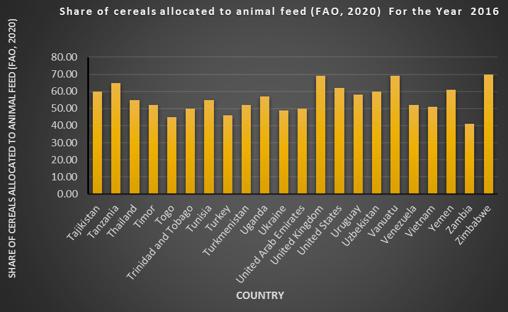 Share of cereals allocated to animal feed (FAO, 2020) For the Year 2016
SHARE OF CEREALS ALLOCATED TO ANIMAL FEED (FAO, 2020)
80.00
70.00
60.00
50.00
40.00
30.00
20.00
10.00
0.00
Tajikistan
Tanzania
Thailand
Timor
Togo
Trinidad and Tobago
Tunisia
Turkey
Turkmenistan
Uganda
Ukraine
United Arab Emirates
United Kingdom
United States
Uruguay
Uzbekistan
Vanuatu
Venezuela
Vietnam
Yemen
Zambia
Zimbabwe
COUNTRY